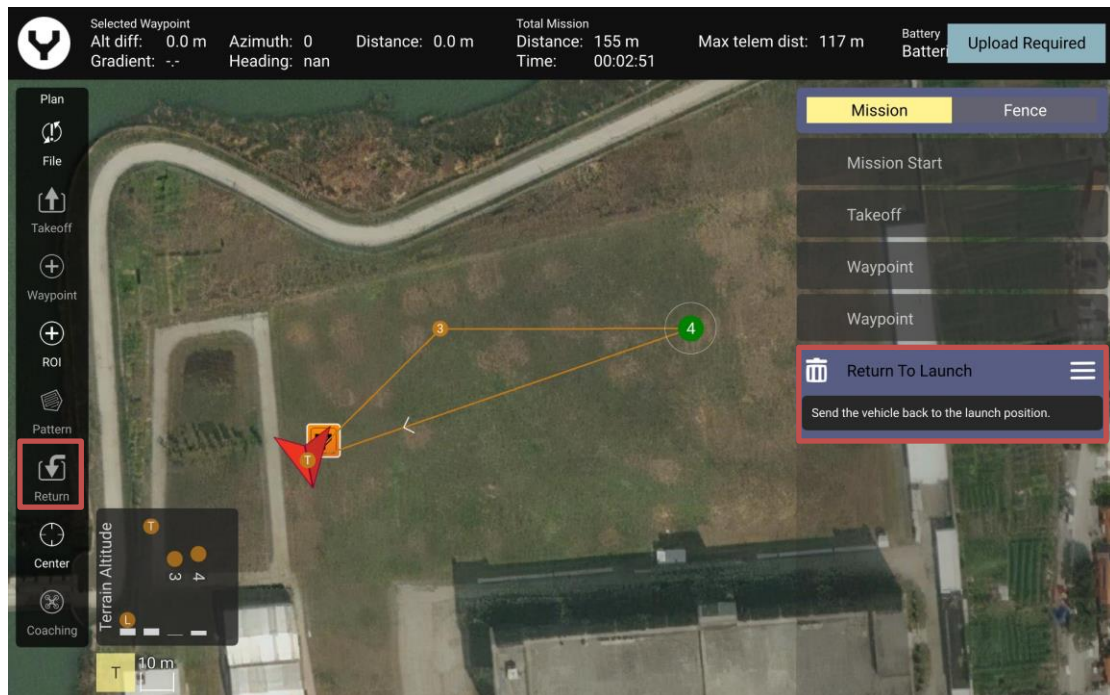 Selected Waypoint
Alt diff: 0.0 m Azimuth: 0 Distance: 0.0 m
Gradient: -.- Heading: nan
Total Mission
Distance: 155 m Max telem dist: 117 m
Time: 00:02:51
Battery
Batteri
Upload Required
Plan
File
Takeoff
Waypoint
ROI
Pattern
Return
Center
Coaching
Mission Fence
Mission Start
Takeoff
Waypoint
Waypoint
Return To Launch
Send the vehicle back to the launch position.
3
4
T
Terrain Altitude
T
3
4
L
T
10 m